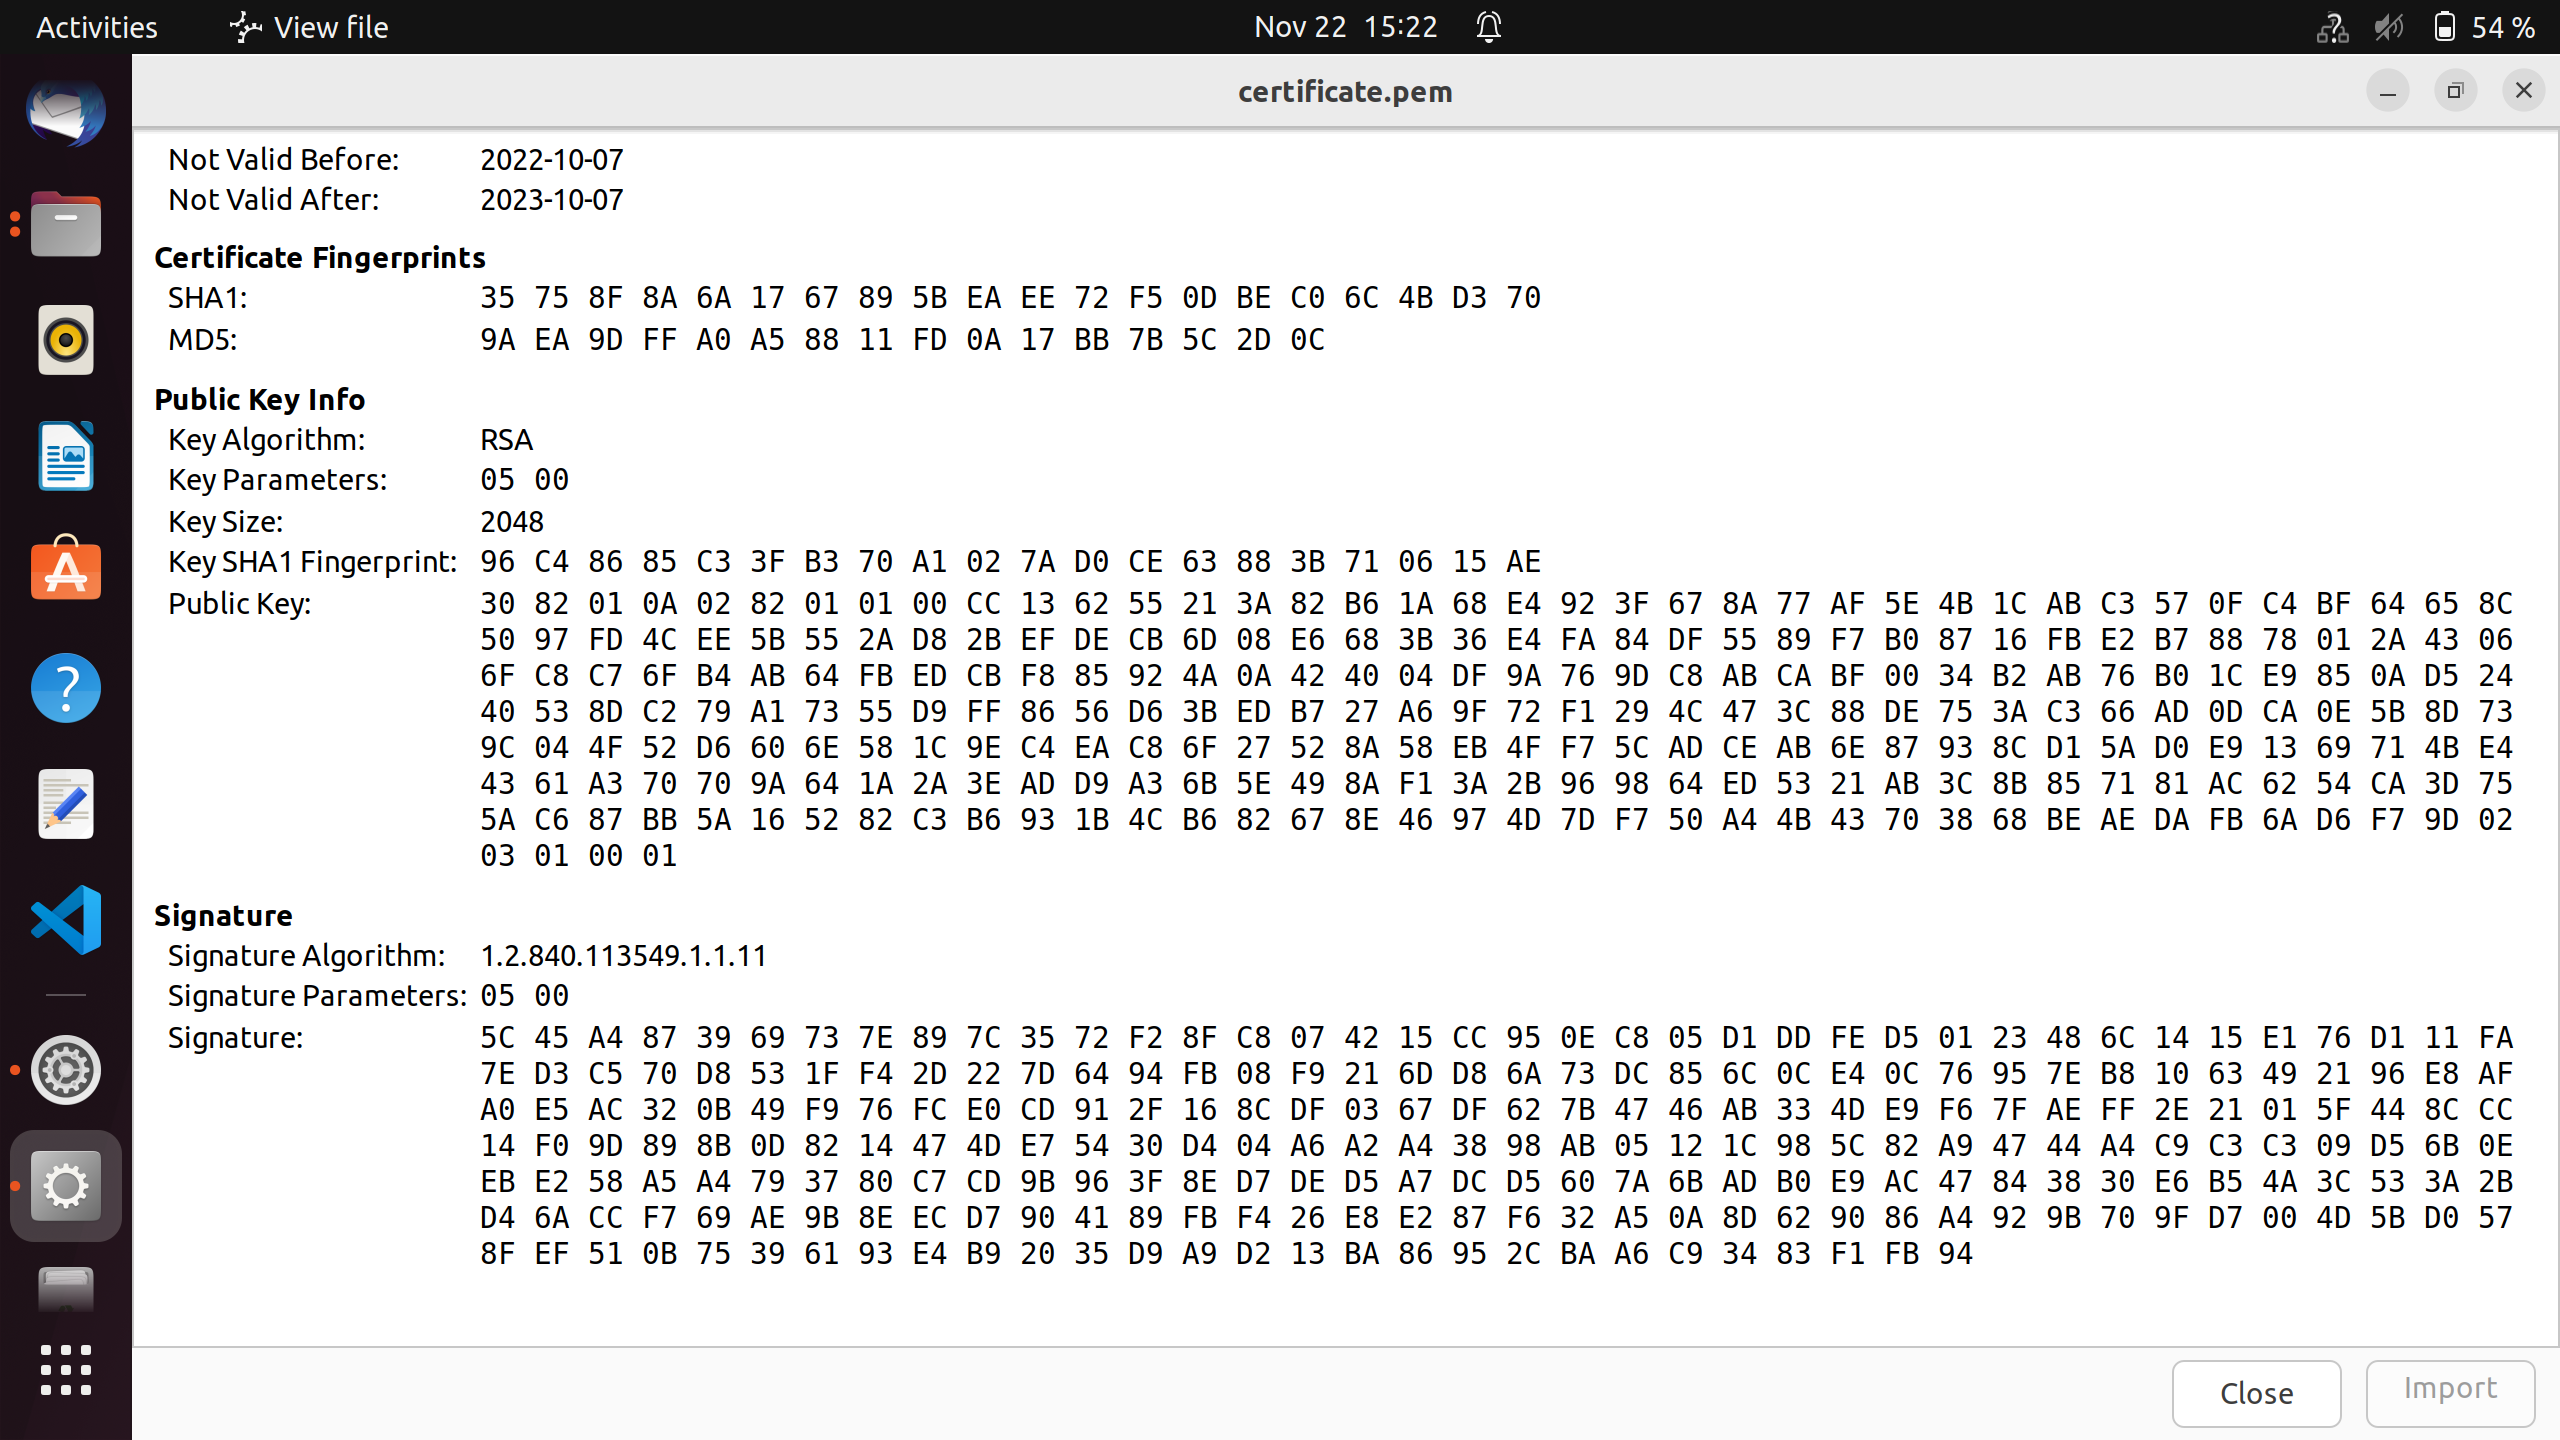 Activities
View file
Nov 22 15:22
54 %
certificate.pem
Not Valid Before: 2022-10-07
Not Valid After: 2023-10-07
Certificate Fingerprints
SHA1: 35 75 8F 8A 6A 17 67 89 5B EA EE 72 F5 0D BE C0 6C 4B D3 70
MD5: 9A EA 9D FF A0 A5 88 11 FD 0A 17 BB 7B 5C 2D 0C
Public Key Info
Key Algorithm: RSA
Key Parameters: 05 00
Key Size: 2048
Key SHA1 Fingerprint: 96 C4 86 85 C3 3F B3 70 A1 02 7A D0 CE 63 88 3B 71 06 15 AE
Public Key: 30 82 01 0A 02 82 01 01 00 CC 13 62 55 21 3A 82 B6 1A 68 E4 92 3F 67 8A 77 AF 5E 4B 1C AB C3 57 0F C4 BF 64 65 8C
50 97 FD 4C EE 5B 55 2A D8 2B EF DE CB 6D 08 E6 68 3B 36 E4 FA 84 DF 55 89 F7 B0 87 16 FB E2 B7 88 78 01 2A 43 06
6F C8 C7 6F B4 AB 64 FB ED CB F8 85 92 4A 0A 42 40 04 DF 9A 76 9D C8 AB CA BF 00 34 B2 AB 76 B0 1C E9 85 0A D5 24
40 53 8D C2 79 A1 73 55 D9 FF 86 56 D6 3B ED B7 27 A6 9F 72 F1 29 4C 47 3C 88 DE 75 3A C3 66 AD 0D CA 0E 5B 8D 73
9C 04 4F 52 D6 60 6E 58 1C 9E C4 EA C8 6F 27 52 8A 58 EB 4F F7 5C AD CE AB 6E 87 93 8C D1 5A D0 E9 13 69 71 4B E4
43 61 A3 70 70 9A 64 1A 2A 3E AD D9 A3 6B 5E 49 8A F1 3A 2B 96 98 64 ED 53 21 AB 3C 8B 85 71 81 AC 62 54 CA 3D 75
5A C6 87 BB 5A 16 52 82 C3 B6 93 1B 4C B6 82 67 8E 46 97 4D 7D F7 50 A4 4B 43 70 38 68 BE AE DA FB 6A D6 F7 9D 02
03 01 00 01
Signature
Signature Algorithm: 1.2.840.113549.1.1.11
Signature Parameters: 05 00
Signature: 5C 45 A4 87 39 69 73 7E 89 7C 35 72 F2 8F C8 07 42 15 CC 95 0E C8 05 D1 DD FE D5 01 23 48 6C 14 15 E1 76 D1 11 FA
7E D3 C5 70 D8 53 1F F4 2D 22 7D 64 94 FB 08 F9 21 6D D8 6A 73 DC 85 6C 0C E4 0C 76 95 7E B8 10 63 49 21 96 E8 AF
A0 E5 AC 32 0B 49 F9 76 FC E0 CD 91 2F 16 8C DF 03 67 DF 62 7B 47 46 AB 33 4D E9 F6 7F AE FF 2E 21 01 5F 44 8C CC
14 F0 9D 89 8B 0D 82 14 47 4D E7 54 30 D4 04 A6 A2 A4 38 98 AB 05 12 1C 98 5C 82 A9 47 44 A4 C9 C3 C3 09 D5 6B 0E
EB E2 58 A5 A4 79 37 80 C7 CD 9B 96 3F 8E D7 DE D5 A7 DC D5 60 7A 6B AD B0 E9 AC 47 84 38 30 E6 B5 4A 3C 53 3A 2B
D4 6A CC F7 69 AE 9B 8E EC D7 90 41 89 FB F4 26 E8 E2 87 F6 32 A5 0A 8D 62 90 86 A4 92 9B 70 9F D7 00 4D 5B D0 57
8F EF 51 0B 75 39 61 93 E4 B9 20 35 D9 A9 D2 13 BA 86 95 2C BA A6 C9 34 83 F1 FB 94
Close
Import